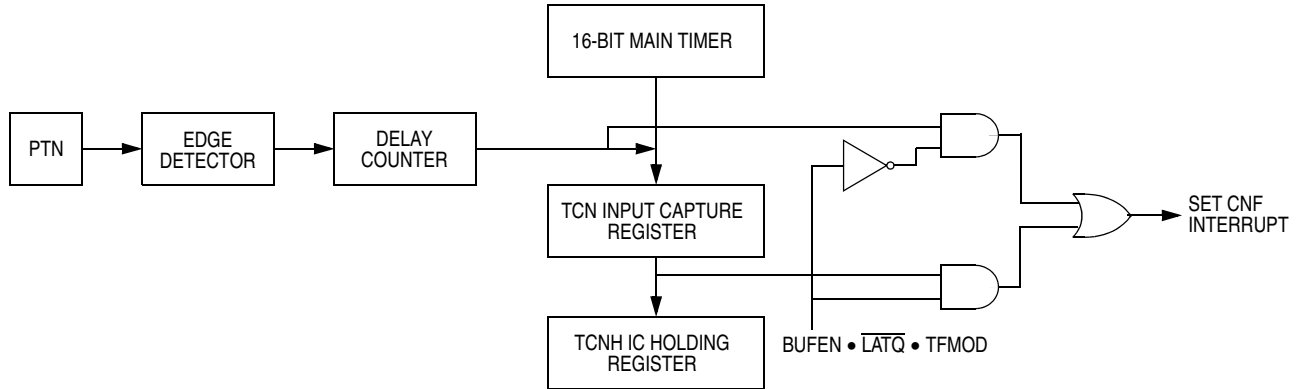 16-BIT MAIN TIMER
PTN
EDGE
DETECTOR
DELAY
COUNTER
TCN INPUT CAPTURE
REGISTER
SET CNF
INTERRUPT
TCNH IC HOLDING
REGISTER
BUFEN • L̅A̅T̅Q̅ • TFMOD